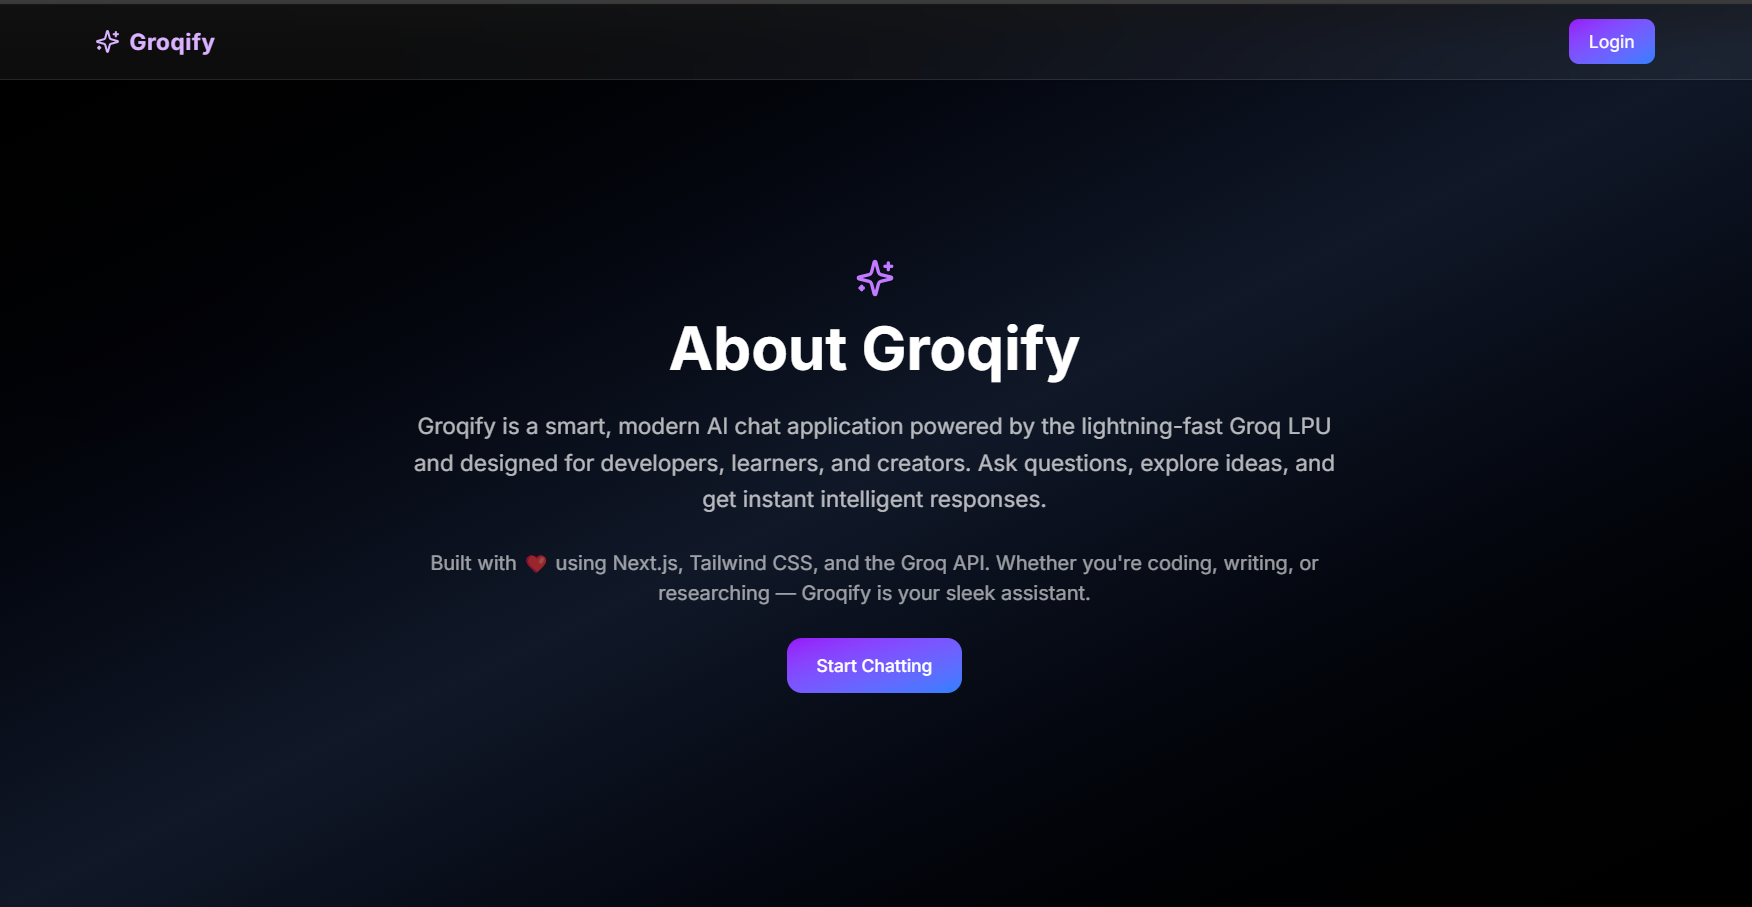 Groqify
Login
About Groqify
Groqify is a smart, modern AI chat application powered by the lightning-fast Groq LPU
and designed for developers, learners, and creators. Ask questions, explore ideas, and
get instant intelligent responses.
Built with ❤️ using Next.js, Tailwind CSS, and the Groq API. Whether you're coding, writing, or
researching — Groqify is your sleek assistant.
Start Chatting